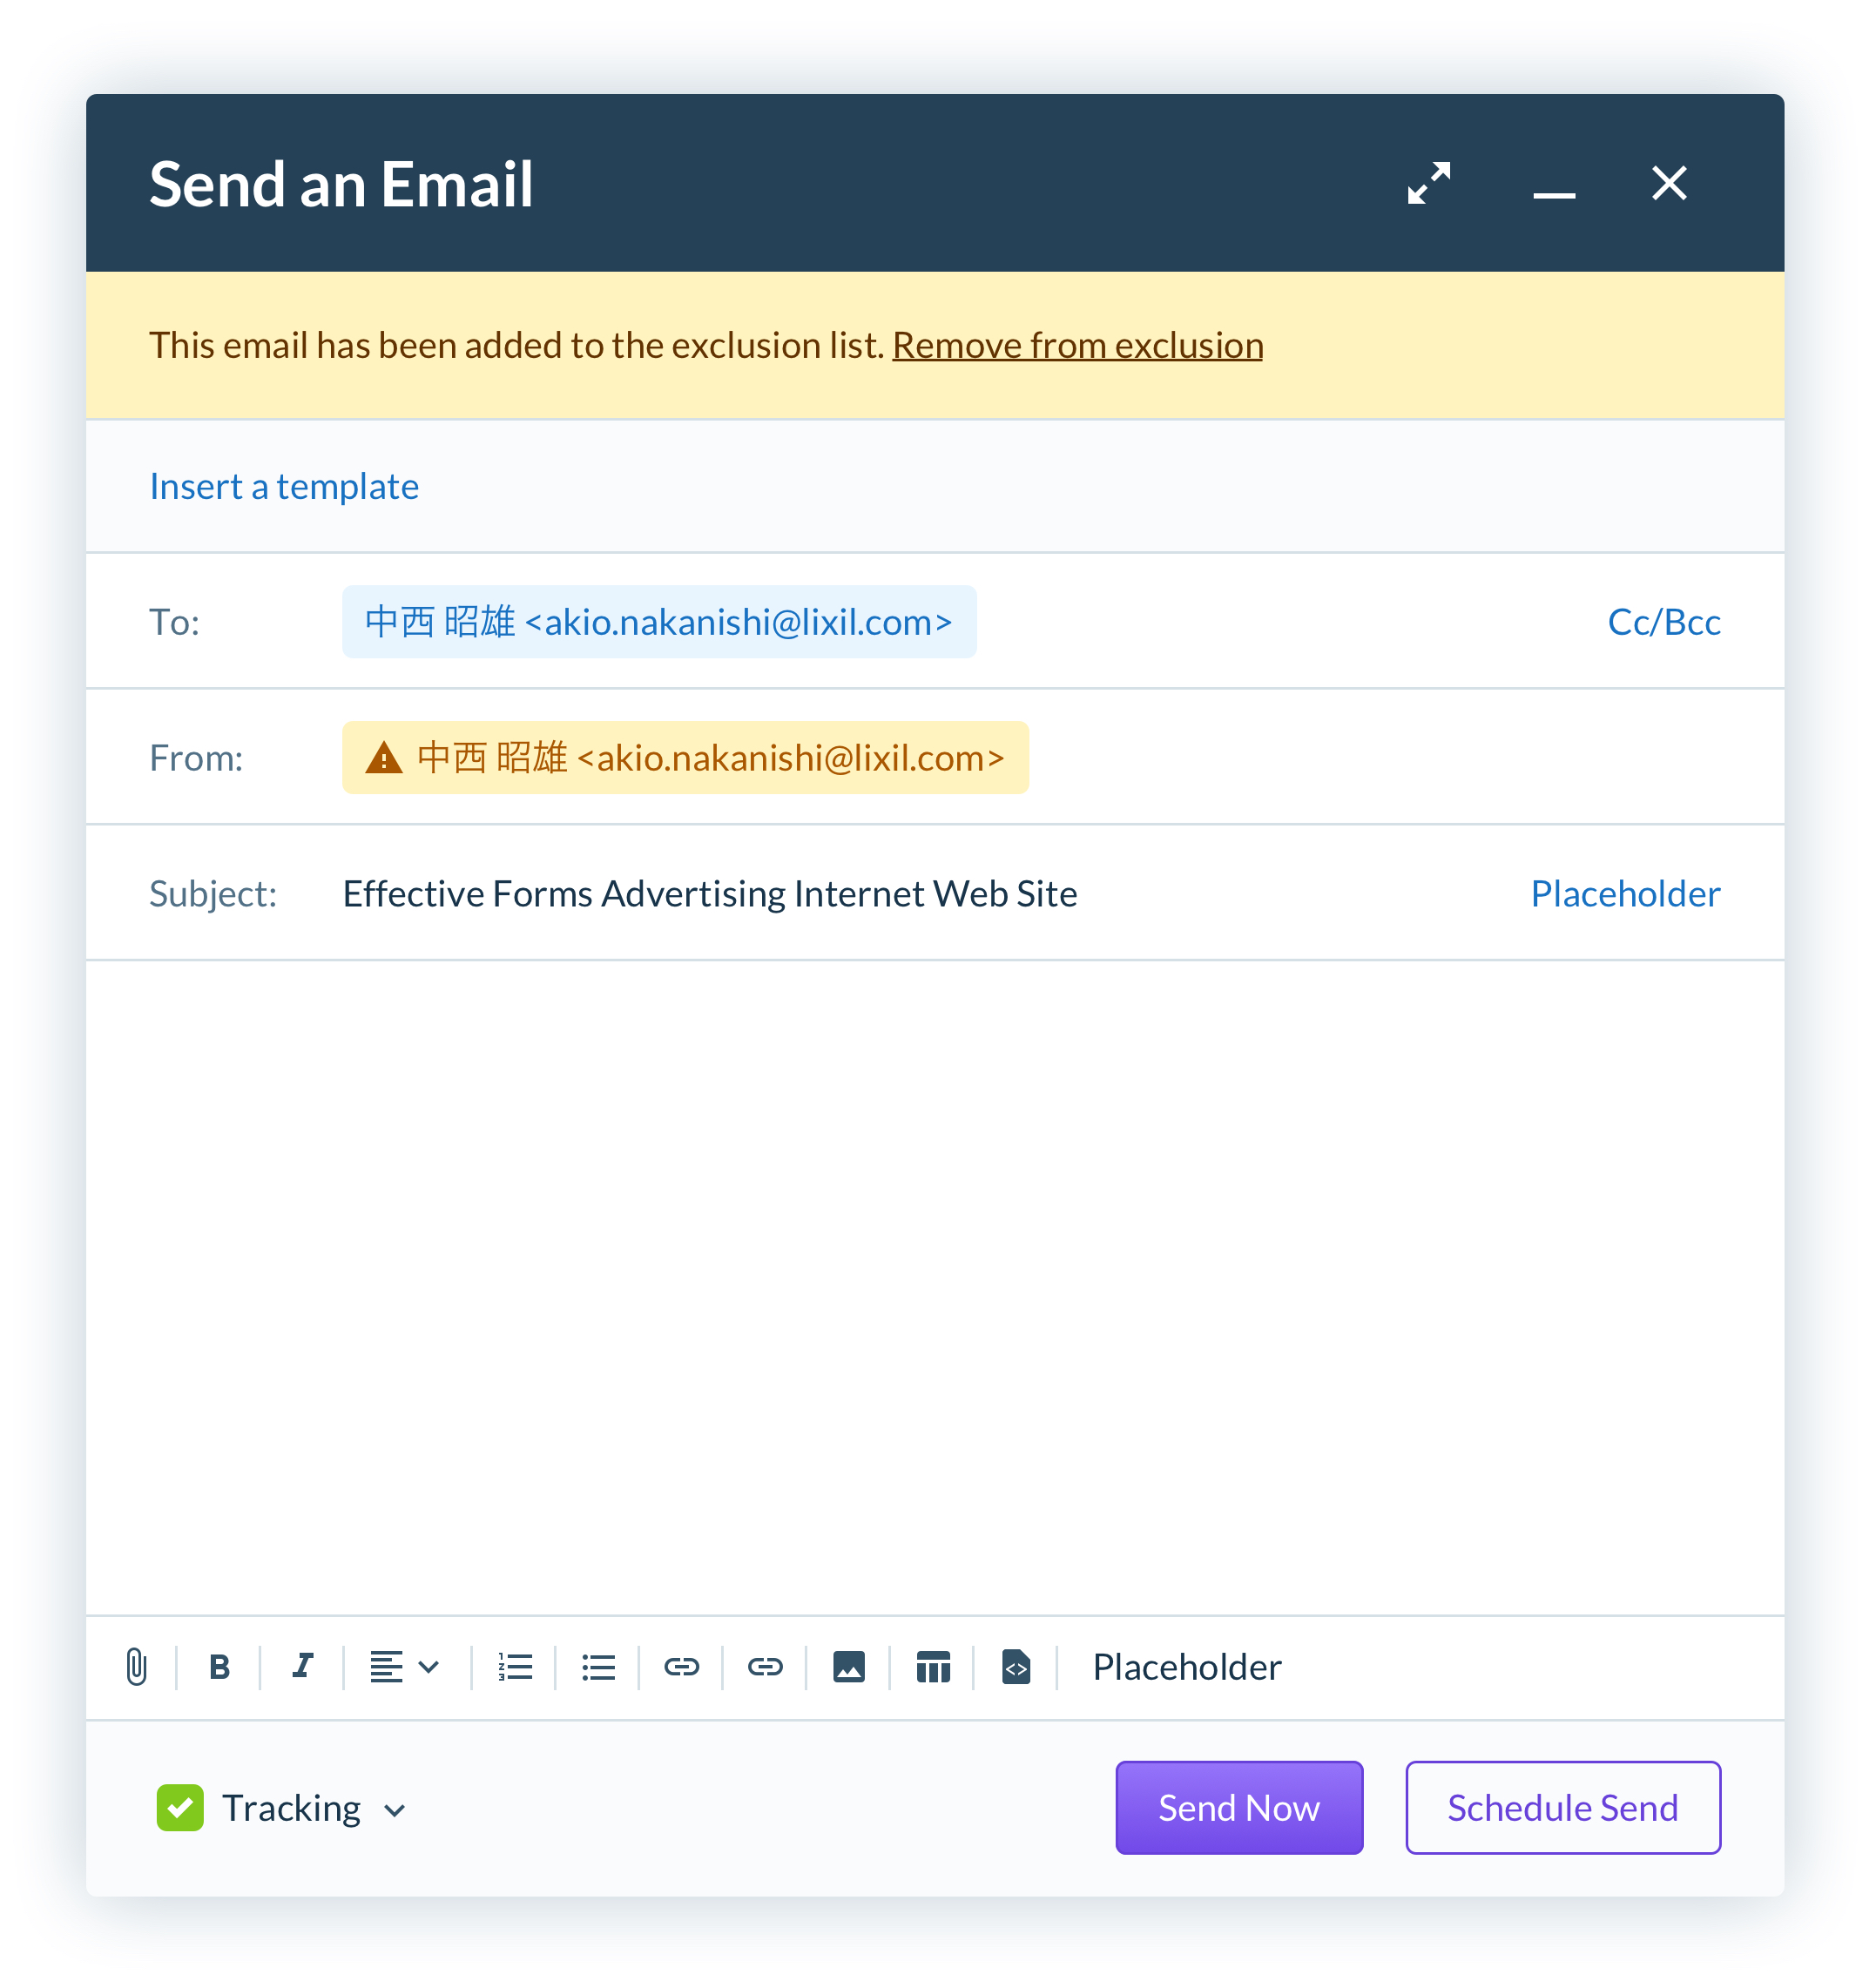 Send an Email
This email has been added to the exclusion list. Remove from exclusion
Insert a template
To: 中西 昭雄 <akio.nakanishi@lixil.com> Cc/Bcc
From: 中西 昭雄 <akio.nakanishi@lixil.com>
Subject: Effective Forms Advertising Internet Web Site Placeholder
B I Placeholder
Tracking Send Now Schedule Send